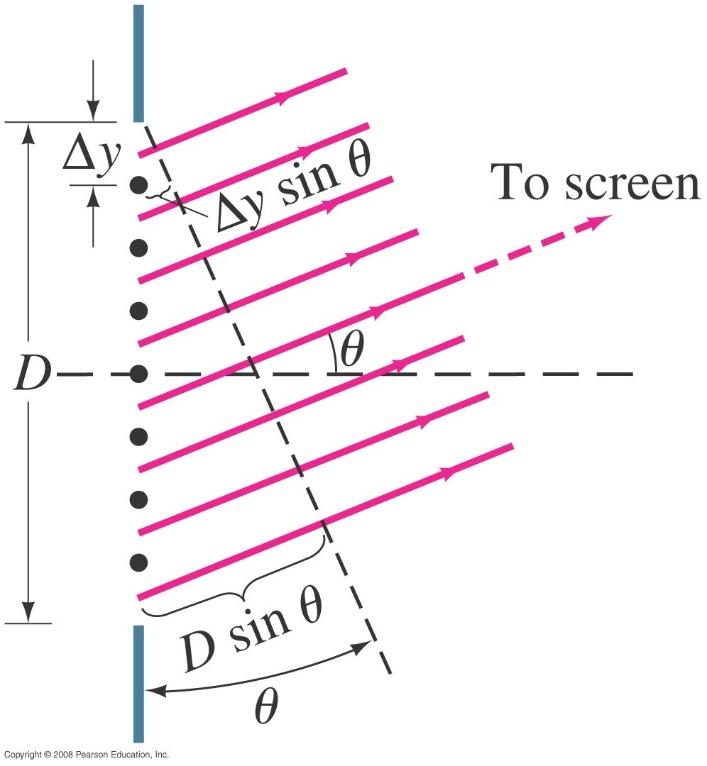 Δy
Δy sin θ
To screen
θ
D
D sin θ
θ
Copyright © 2008 Pearson Education, Inc.